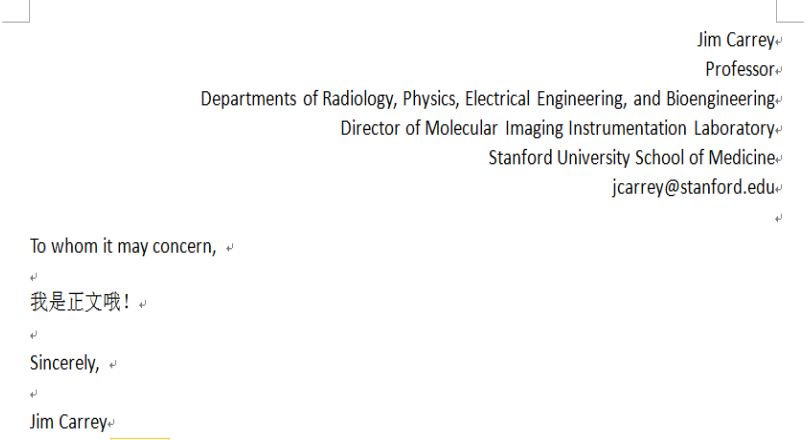 Jim Carrey
Professor
Departments of Radiology, Physics, Electrical Engineering, and Bioengineering
Director of Molecular Imaging Instrumentation Laboratory
Stanford University School of Medicine
jcarrey@stanford.edu
To whom it may concern,
我是正文哦！
Sincerely,
Jim Carrey